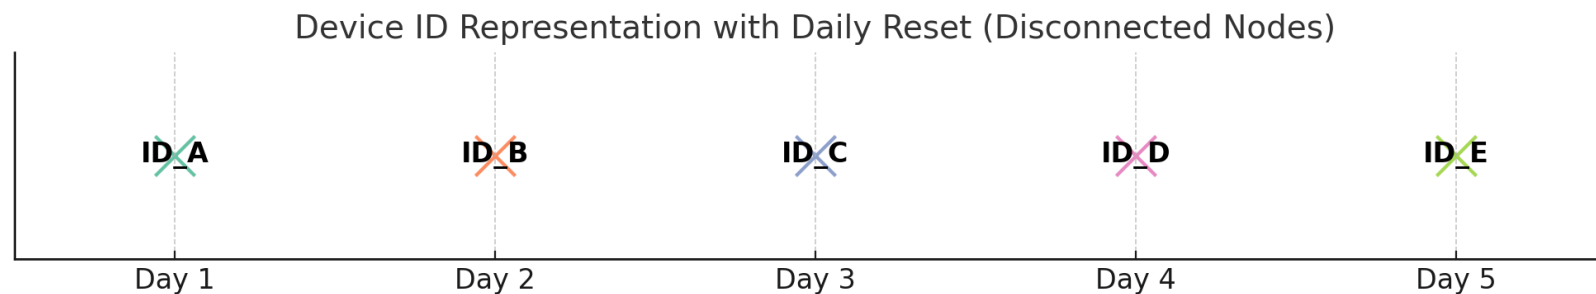 Device ID Representation with Daily Reset (Disconnected Nodes)
ID_A ID_B ID_C ID_D ID_E
Day 1 Day 2 Day 3 Day 4 Day 5